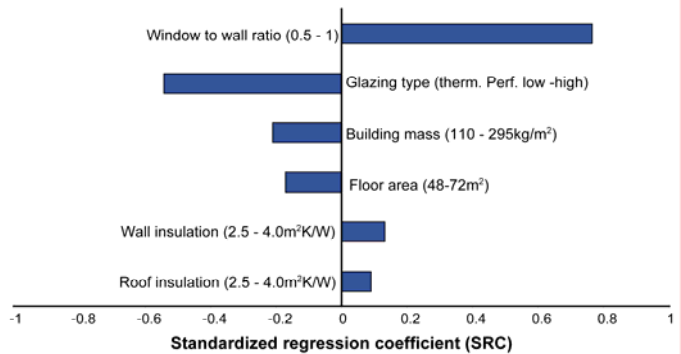 Window to wall ratio (0.5 - 1)
Glazing type (therm. Perf. low -high)
Building mass (110 - 295kg/m²)
Floor area (48-72m²)
Wall insulation (2.5 - 4.0m²K/W)
Roof insulation (2.5 - 4.0m²K/W)
-1 -0.8 -0.6 -0.4 -0.2 0 0.2 0.4 0.6 0.8 1
Standardized regression coefficient (SRC)